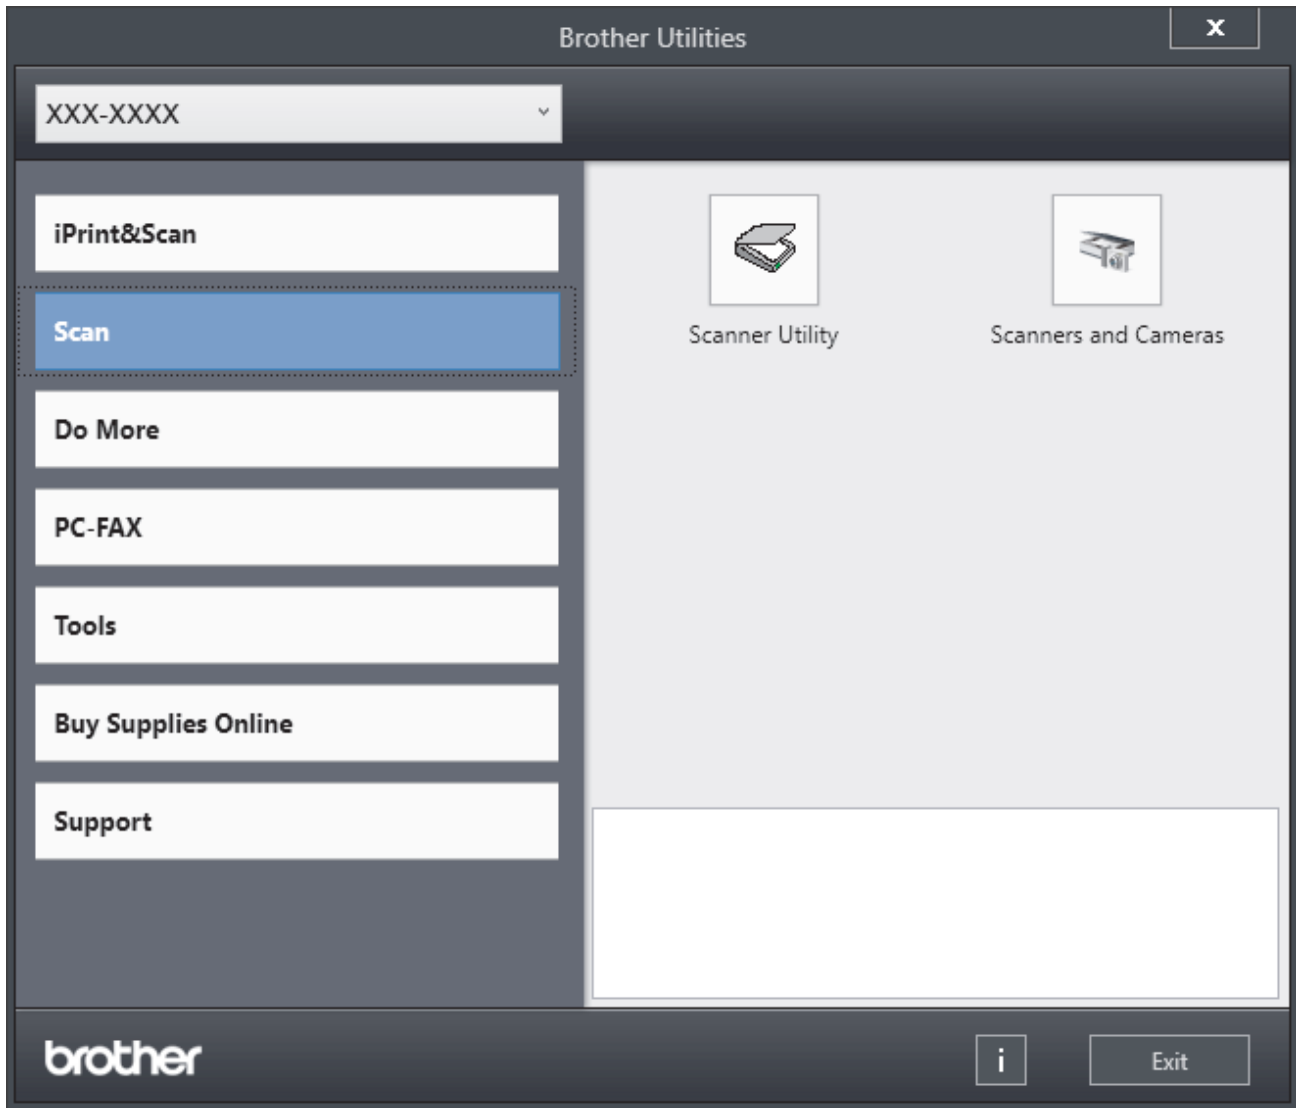 Brother Utilities
X
XXX-XXXX
iPrint&Scan
Scan
Do More
PC-FAX
Tools
Buy Supplies Online
Support
Scanner Utility
Scanners and Cameras
brother
i
Exit